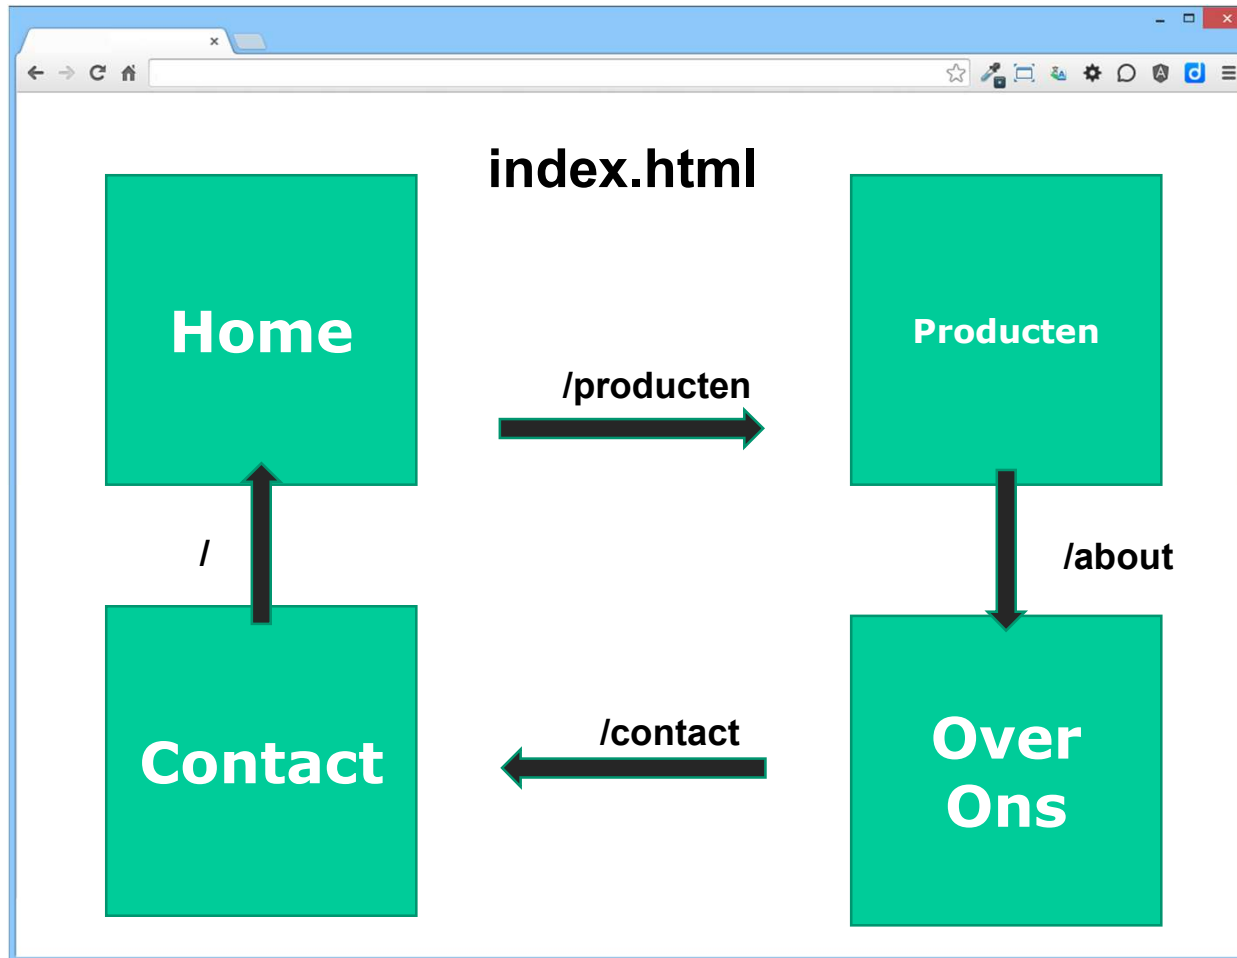 index.html
Home
Producten
/producten
/
/about
Contact
/contact
Over
Ons